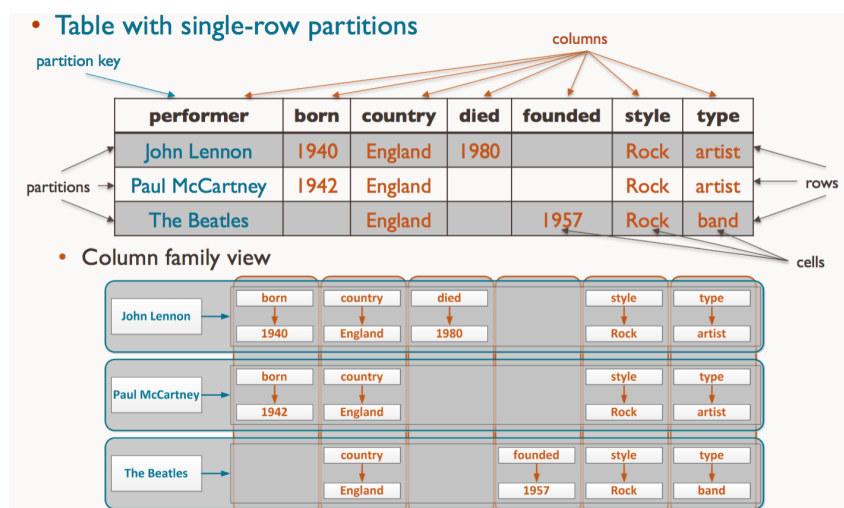 • Table with single-row partitions
columns
partition key
performer born country died founded style type
John Lennon 1940 England 1980 Rock artist
partitions Paul McCartney 1942 England Rock artist rows
The Beatles England 1957 Rock band
• Column family view
cells
born country died style type
John Lennon
1940 England 1980 Rock artist
born country style type
Paul McCartney
1942 England Rock artist
country founded style type
The Beatles
England 1957 Rock band